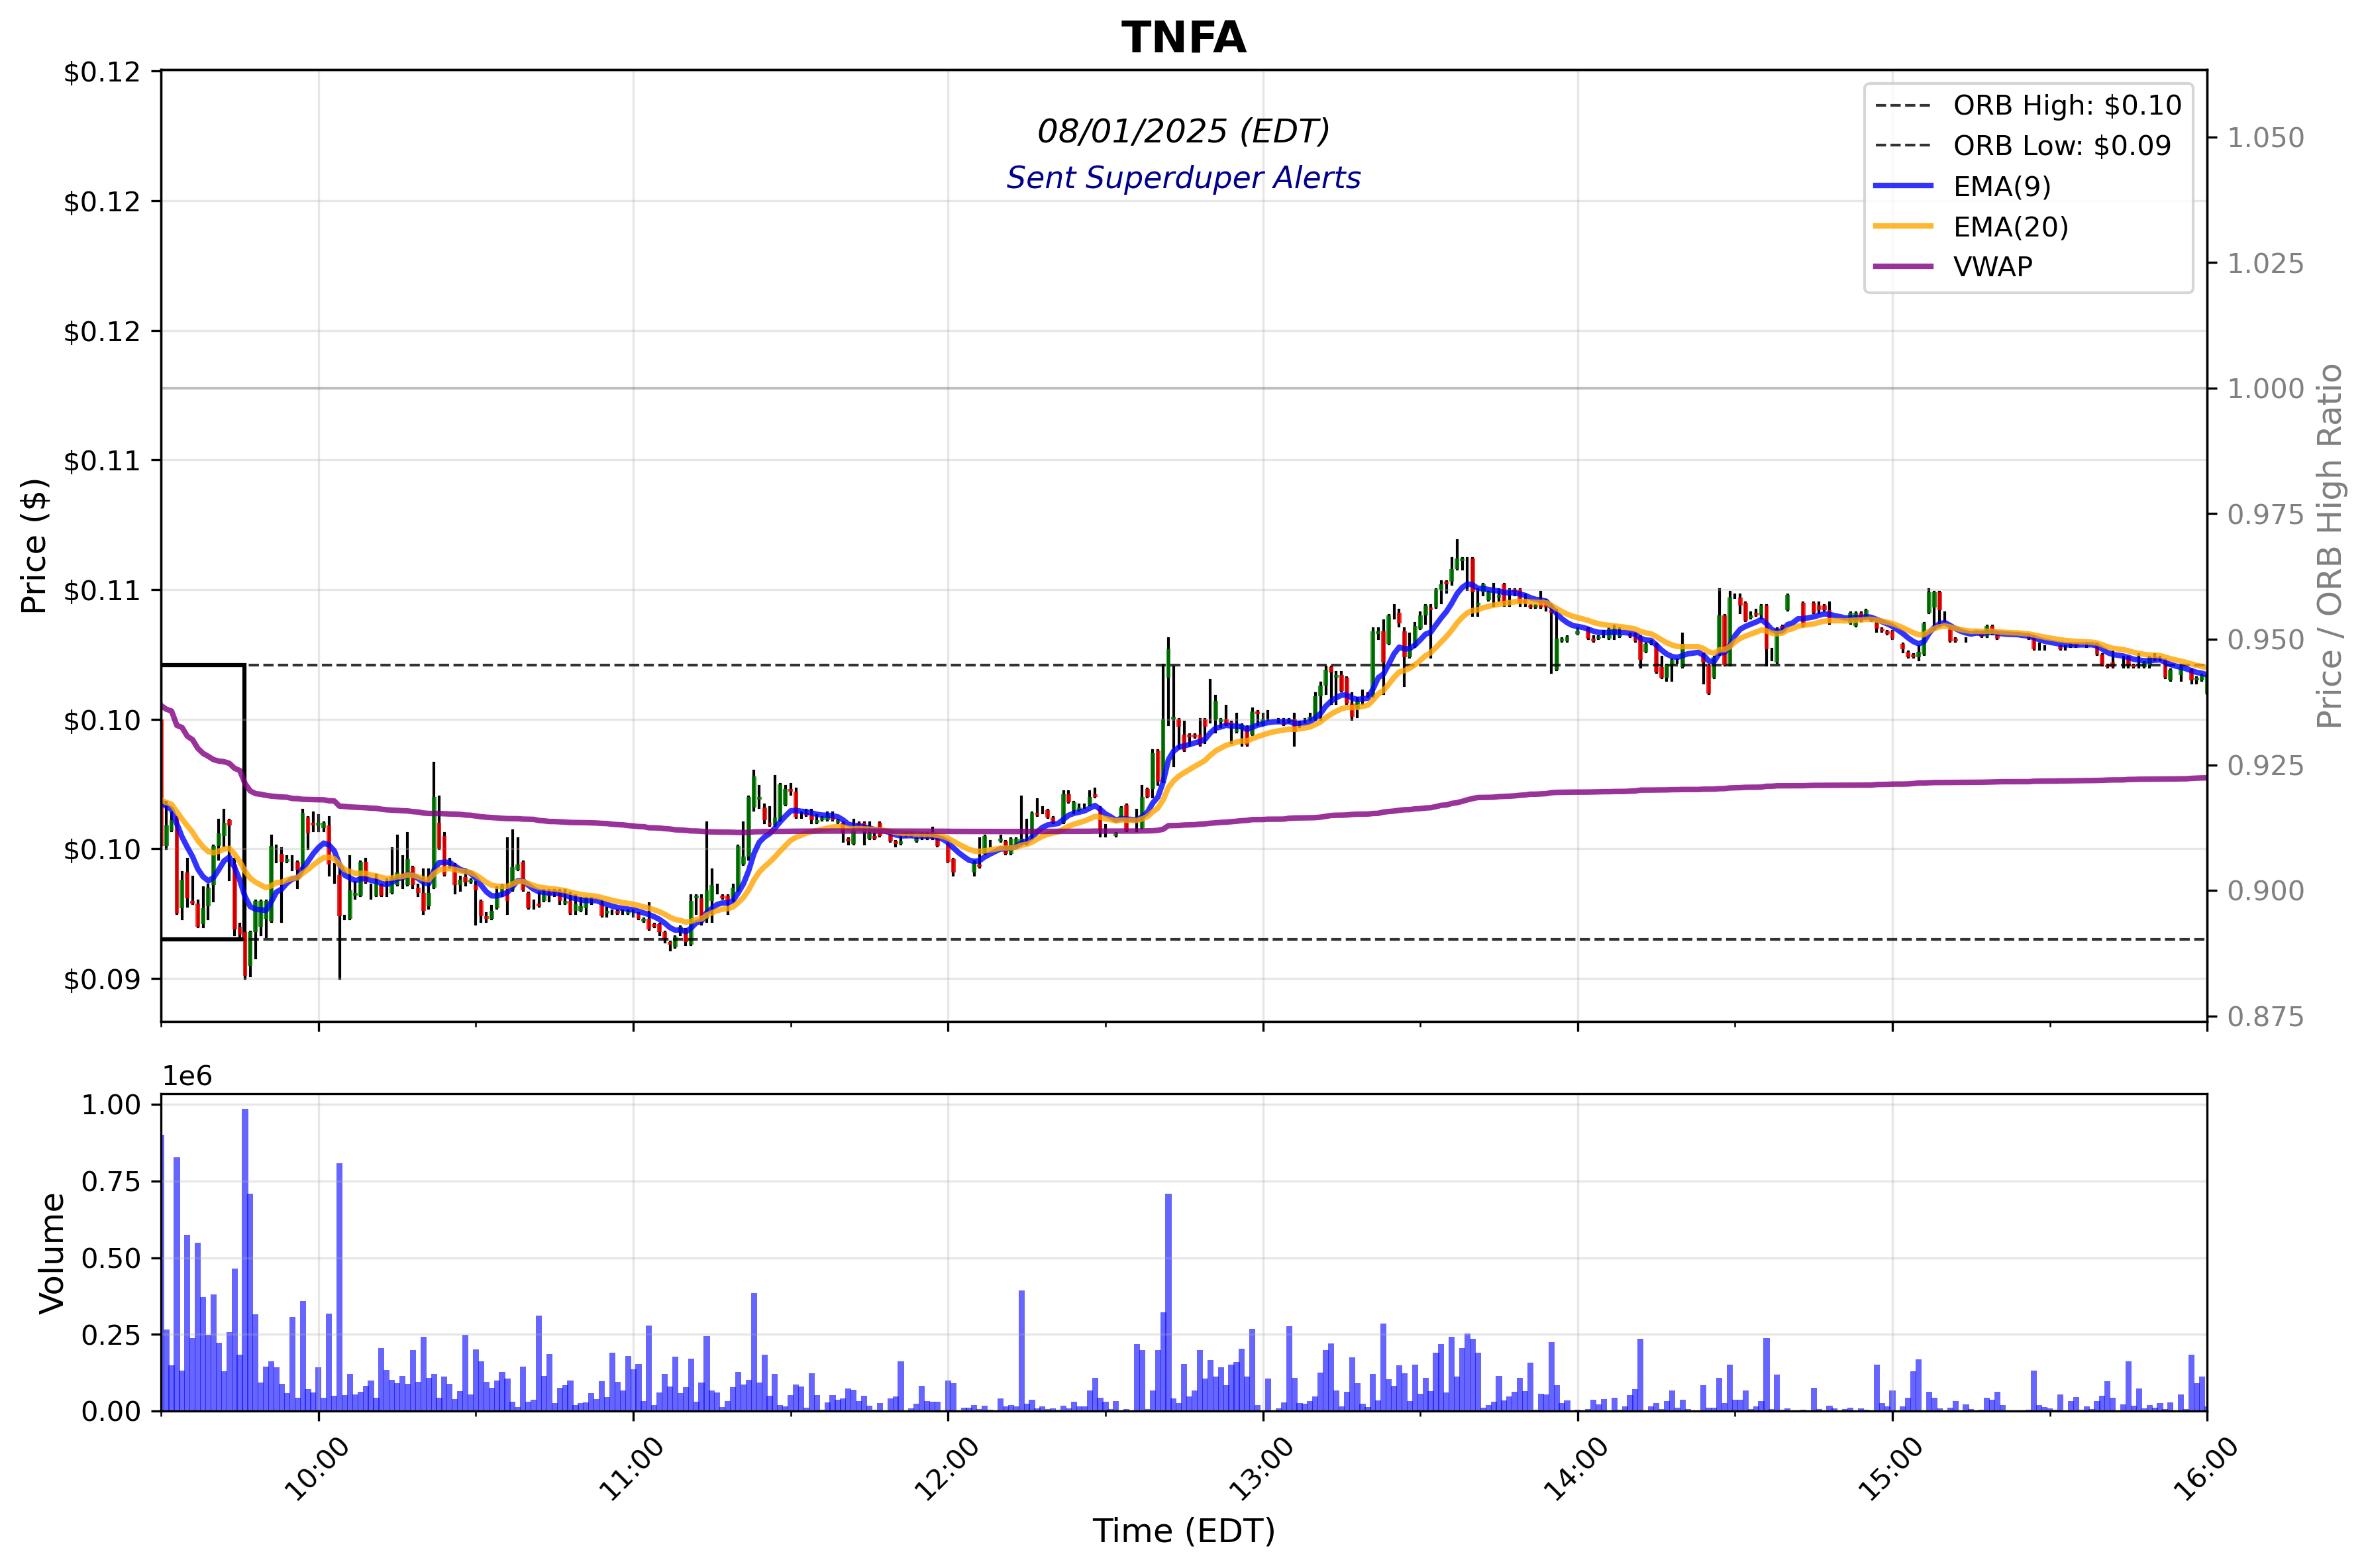 TNFA
08/01/2025 (EDT)
Sent Superduper Alerts
ORB High: $0.10
ORB Low: $0.09
EMA(9)
EMA(20)
VWAP
Price ($)
$0.12
$0.12
$0.12
$0.11
$0.11
$0.10
$0.10
$0.09
1.050
1.025
1.000
0.975
0.950
0.925
0.900
0.875
Price / ORB High Ratio
1e6
Volume
1.00
0.75
0.50
0.25
0.00
10:00
11:00
12:00
13:00
14:00
15:00
16:00
Time (EDT)